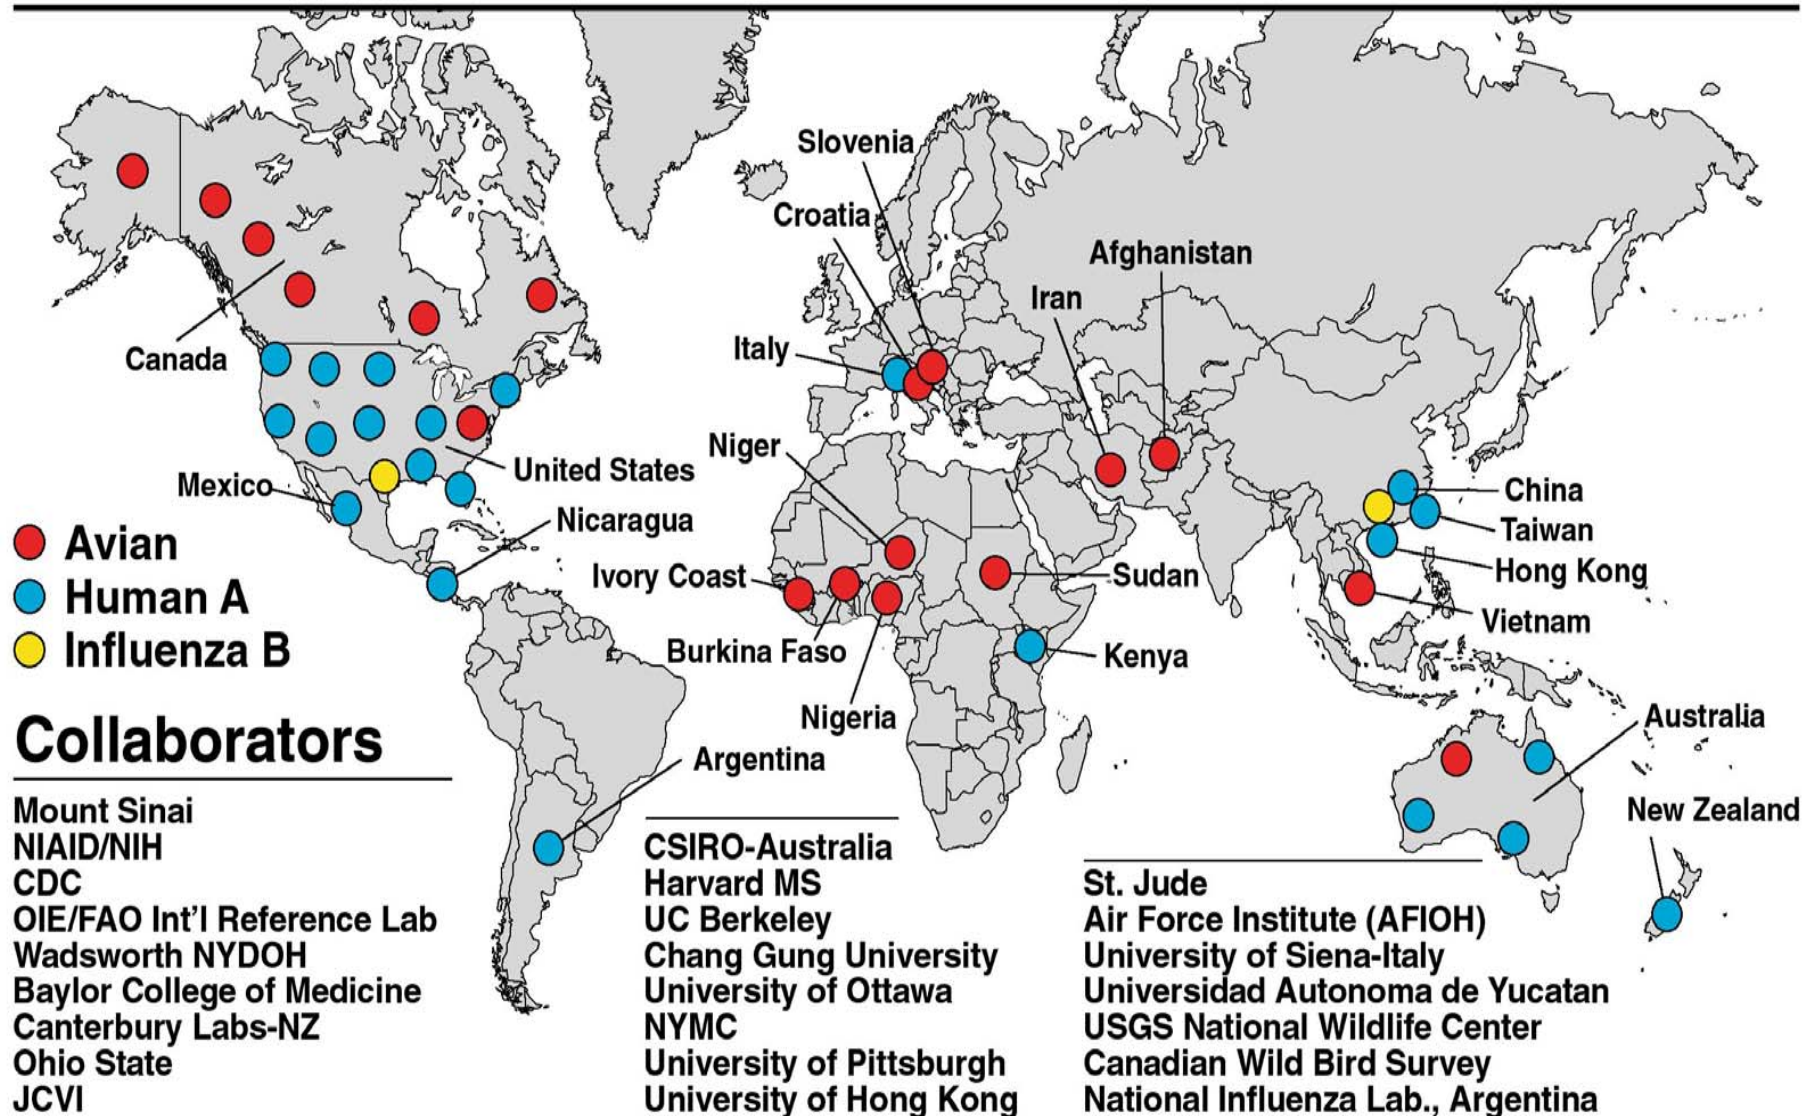 Slovenia
Croatia
Afghanistan
Iran
Canada
Italy
Niger
United States
Mexico
China
Nicaragua
Taiwan
Avian
Ivory Coast
Sudan
Hong Kong
Human A
Vietnam
Influenza B
Burkina Faso
Kenya
Nigeria
Australia
Argentina
New Zealand
Collaborators
Mount Sinai
NIAID/NIH
CDC
OIE/FAO Int'l Reference Lab
Wadsworth NYDOH
Baylor College of Medicine
Canterbury Labs-NZ
Ohio State
JCVI
CSIRO-Australia
Harvard MS
UC Berkeley
Chang Gung University
University of Ottawa
NYMC
University of Pittsburgh
University of Hong Kong
St. Jude
Air Force Institute (AFIOH)
University of Siena-Italy
Universidad Autonoma de Yucatan
USGS National Wildlife Center
Canadian Wild Bird Survey
National Influenza Lab., Argentina